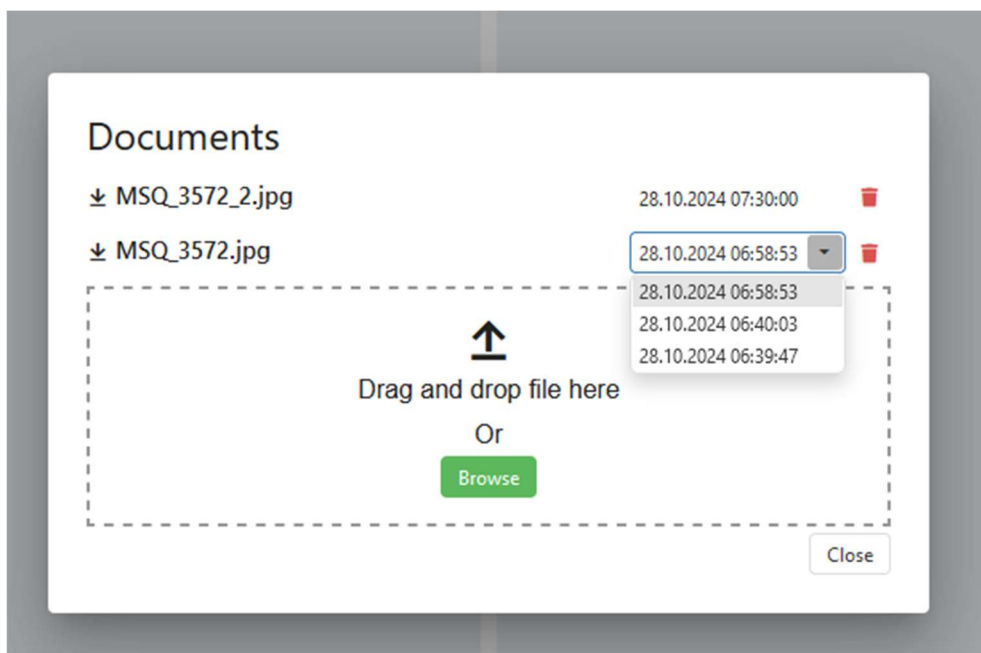 Documents
MSQ_3572_2.jpg 28.10.2024 07:30:00
MSQ_3572.jpg 28.10.2024 06:58:53
28.10.2024 06:58:53
28.10.2024 06:40:03
28.10.2024 06:39:47
Drag and drop file here
Or
Browse
Close